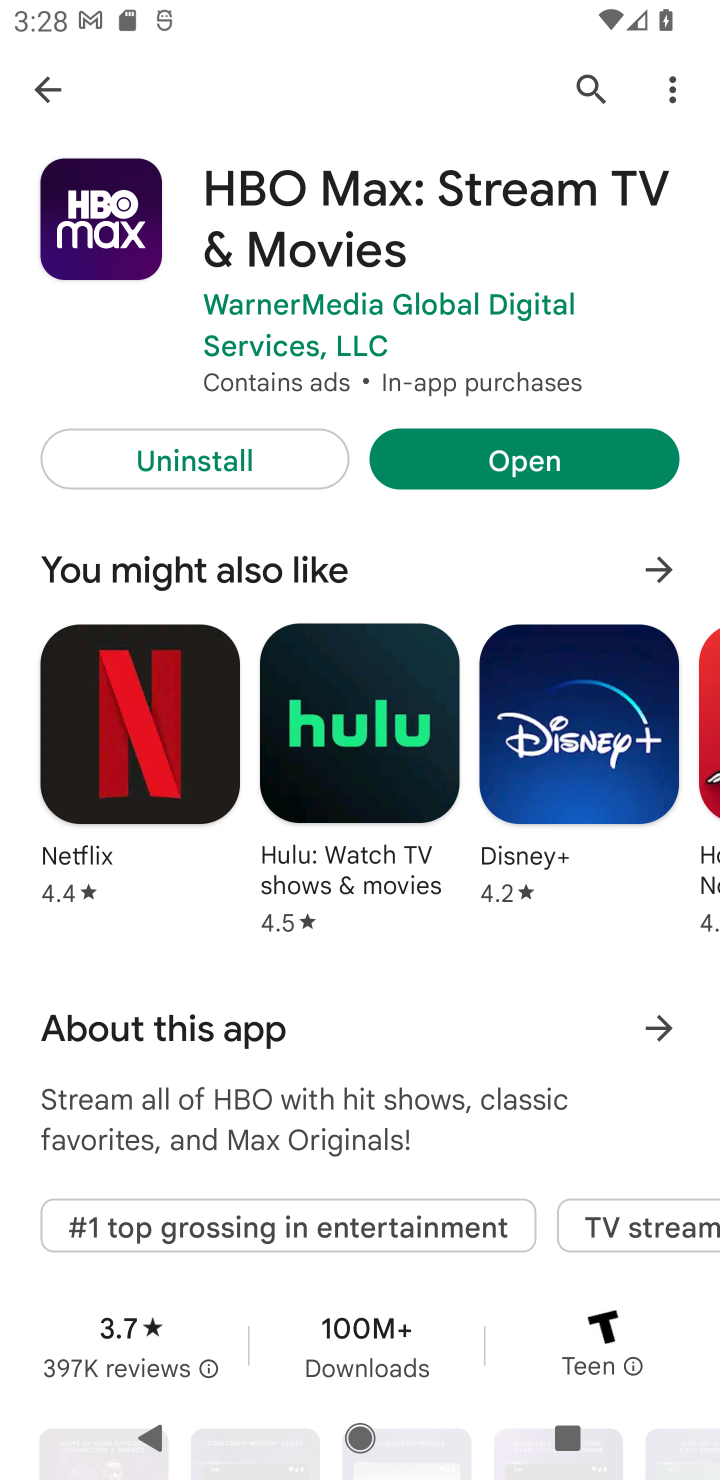 3:28
HBO
max
HBO Max: Stream TV
& Movies
WarnerMedia Global Digital
Services, LLC
Contains ads • In-app purchases
Uninstall
Open
You might also like
N
hulu
Disney+
Netflix
Hulu: Watch TV
shows & movies
Disney+
4.4★
4.5★
4.2★
4.
About this app
Stream all of HBO with hit shows, classic
favorites, and Max Originals!
#1 top grossing in entertainment
TV stream
3.7★
100M+
T
397K reviews
Downloads
Teen